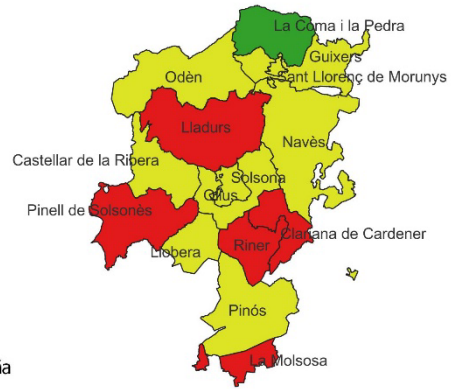 La Coma i la Pedra
Guixers
Sant Llorenç de Morunys
Odèn
Lladurs
Navès
Castellar de la Ribera
Solsona
Olius
Pinell de Solsonès
Clariana de Cardener
Riner
Llobera
Pinós
La Molsosa